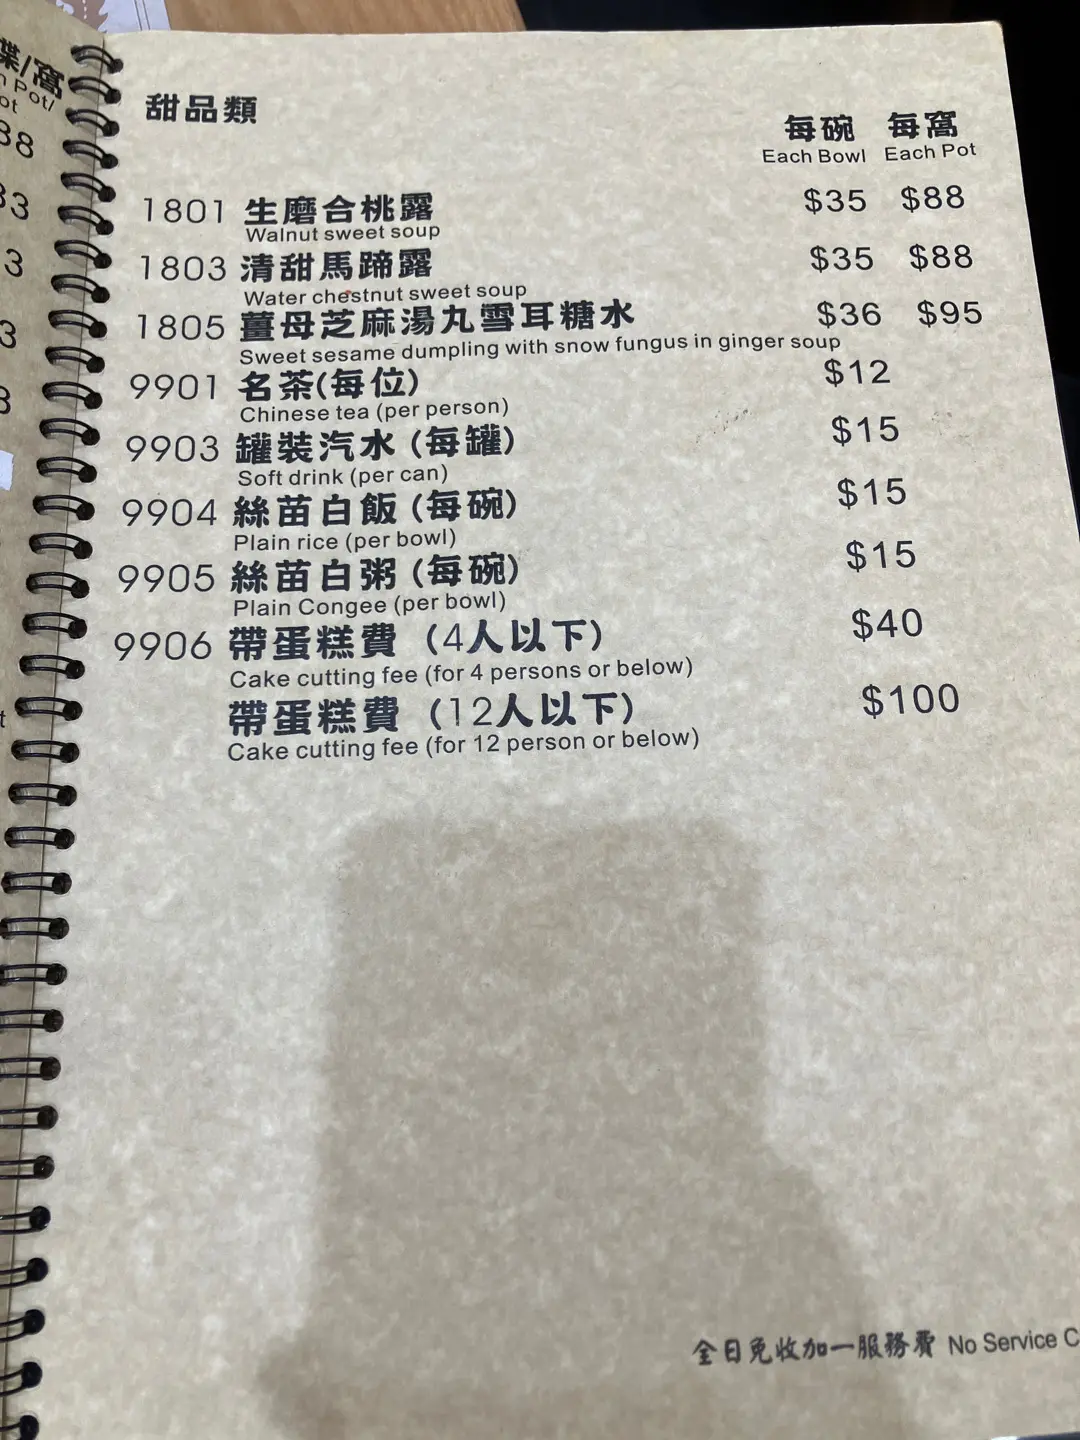 碟/窩
Pot/
甜品類
每碗 每窩
Each Bowl Each Pot
1801 生磨合桃露 $35 $88
Walnut sweet soup
1803 清甜馬蹄露 $35 $88
Water chestnut sweet soup
1805 薑母芝麻湯丸雪耳糖水 $36 $95
Sweet sesame dumpling with snow fungus in ginger soup
9901 名茶(每位) $12
Chinese tea (per person)
9903 罐裝汽水 (每罐) $15
Soft drink (per can)
9904 絲苗白飯 (每碗) $15
Plain rice (per bowl)
9905 絲苗白粥 (每碗) $15
Plain Congee (per bowl)
9906 帶蛋糕費 (4人以下) $40
Cake cutting fee (for 4 persons or below)
帶蛋糕費 (12人以下) $100
Cake cutting fee (for 12 person or below)
全日免收加一服務費 No Service